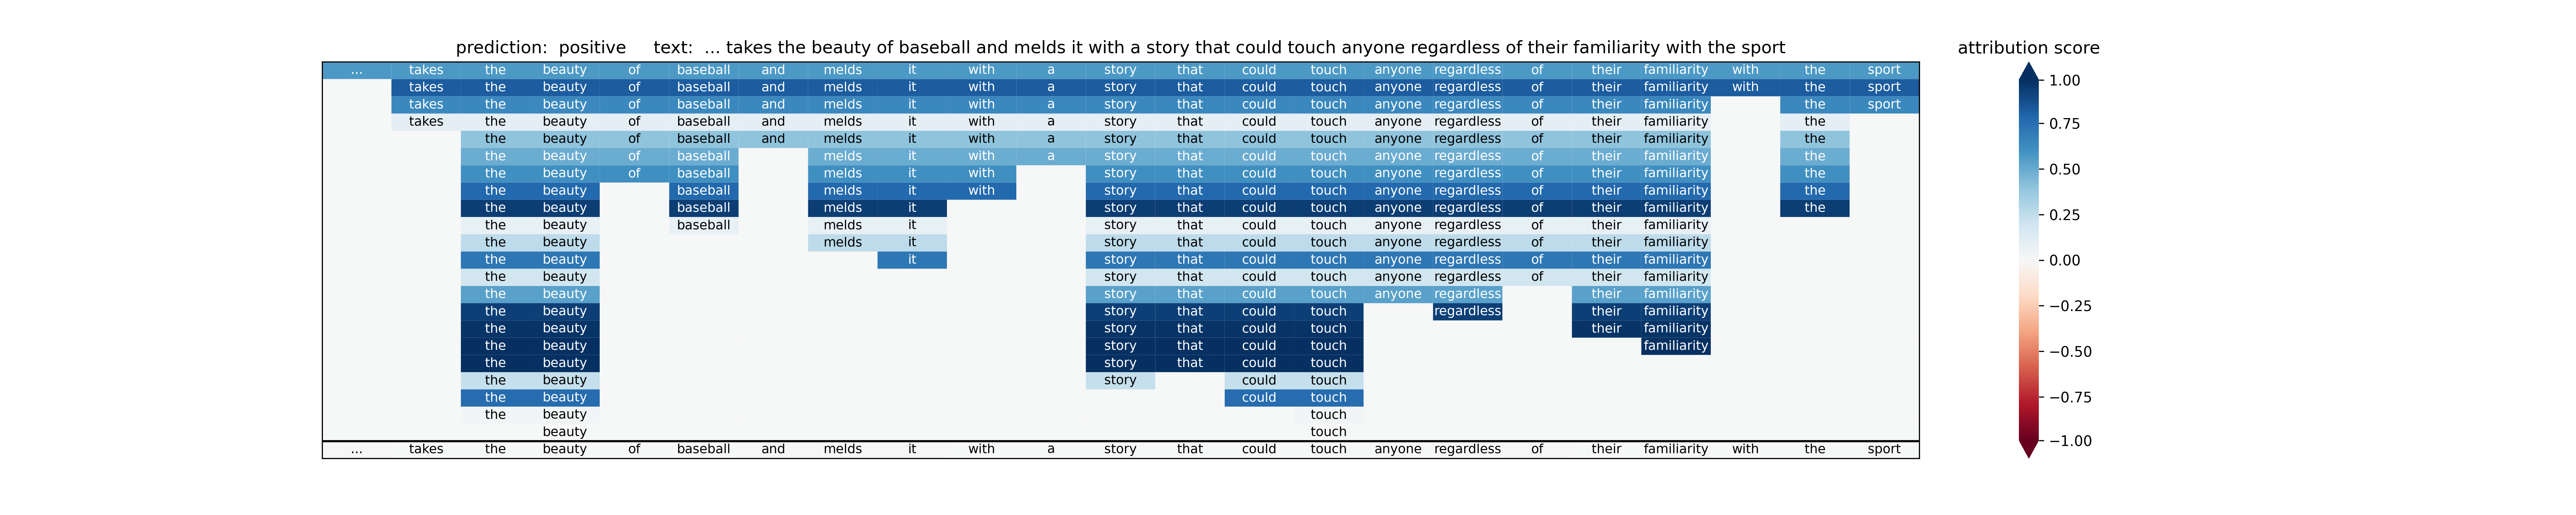 prediction: positive text: ... takes the beauty of baseball and melds it with a story that could touch anyone regardless of their familiarity with the sport
attribution score
... takes the beauty of baseball and melds it with a story that could touch anyone regardless of their familiarity with the sport
takes the beauty of baseball and melds it with a story that could touch anyone regardless of their familiarity with the sport
takes the beauty of baseball and melds it with a story that could touch anyone regardless of their familiarity the sport
takes the beauty of baseball and melds it with a story that could touch anyone regardless of their familiarity the
the beauty of baseball and melds it with a story that could touch anyone regardless of their familiarity the
the beauty of baseball melds it with a story that could touch anyone regardless of their familiarity the
the beauty of baseball melds it with story that could touch anyone regardless of their familiarity the
the beauty baseball melds it with story that could touch anyone regardless of their familiarity the
the beauty baseball melds it story that could touch anyone regardless of their familiarity the
the beauty baseball melds it story that could touch anyone regardless of their familiarity
the beauty melds it story that could touch anyone regardless of their familiarity
the beauty it story that could touch anyone regardless of their familiarity
the beauty story that could touch anyone regardless of their familiarity
the beauty story that could touch anyone regardless their familiarity
the beauty story that could touch regardless their familiarity
the beauty story that could touch their familiarity
the beauty story that could touch familiarity
the beauty story that could touch
the beauty story could touch
the beauty could touch
the beauty touch
beauty touch
... takes the beauty of baseball and melds it with a story that could touch anyone regardless of their familiarity with the sport
1.00
0.75
0.50
0.25
0.00
−0.25
−0.50
−0.75
−1.00